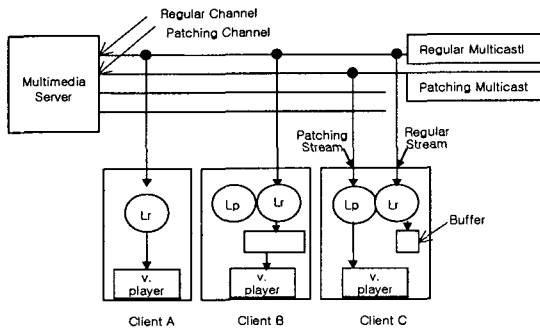 Regular Channel
Patching Channel
Regular Multicastl
Patching Multicast
Multimedia
Server
Patching
Stream
Regular
Stream
Lr
Lp
Lr
Lp
Lr
Buffer
v.
player
v.
player
v.
player
Client A
Client B
Client C